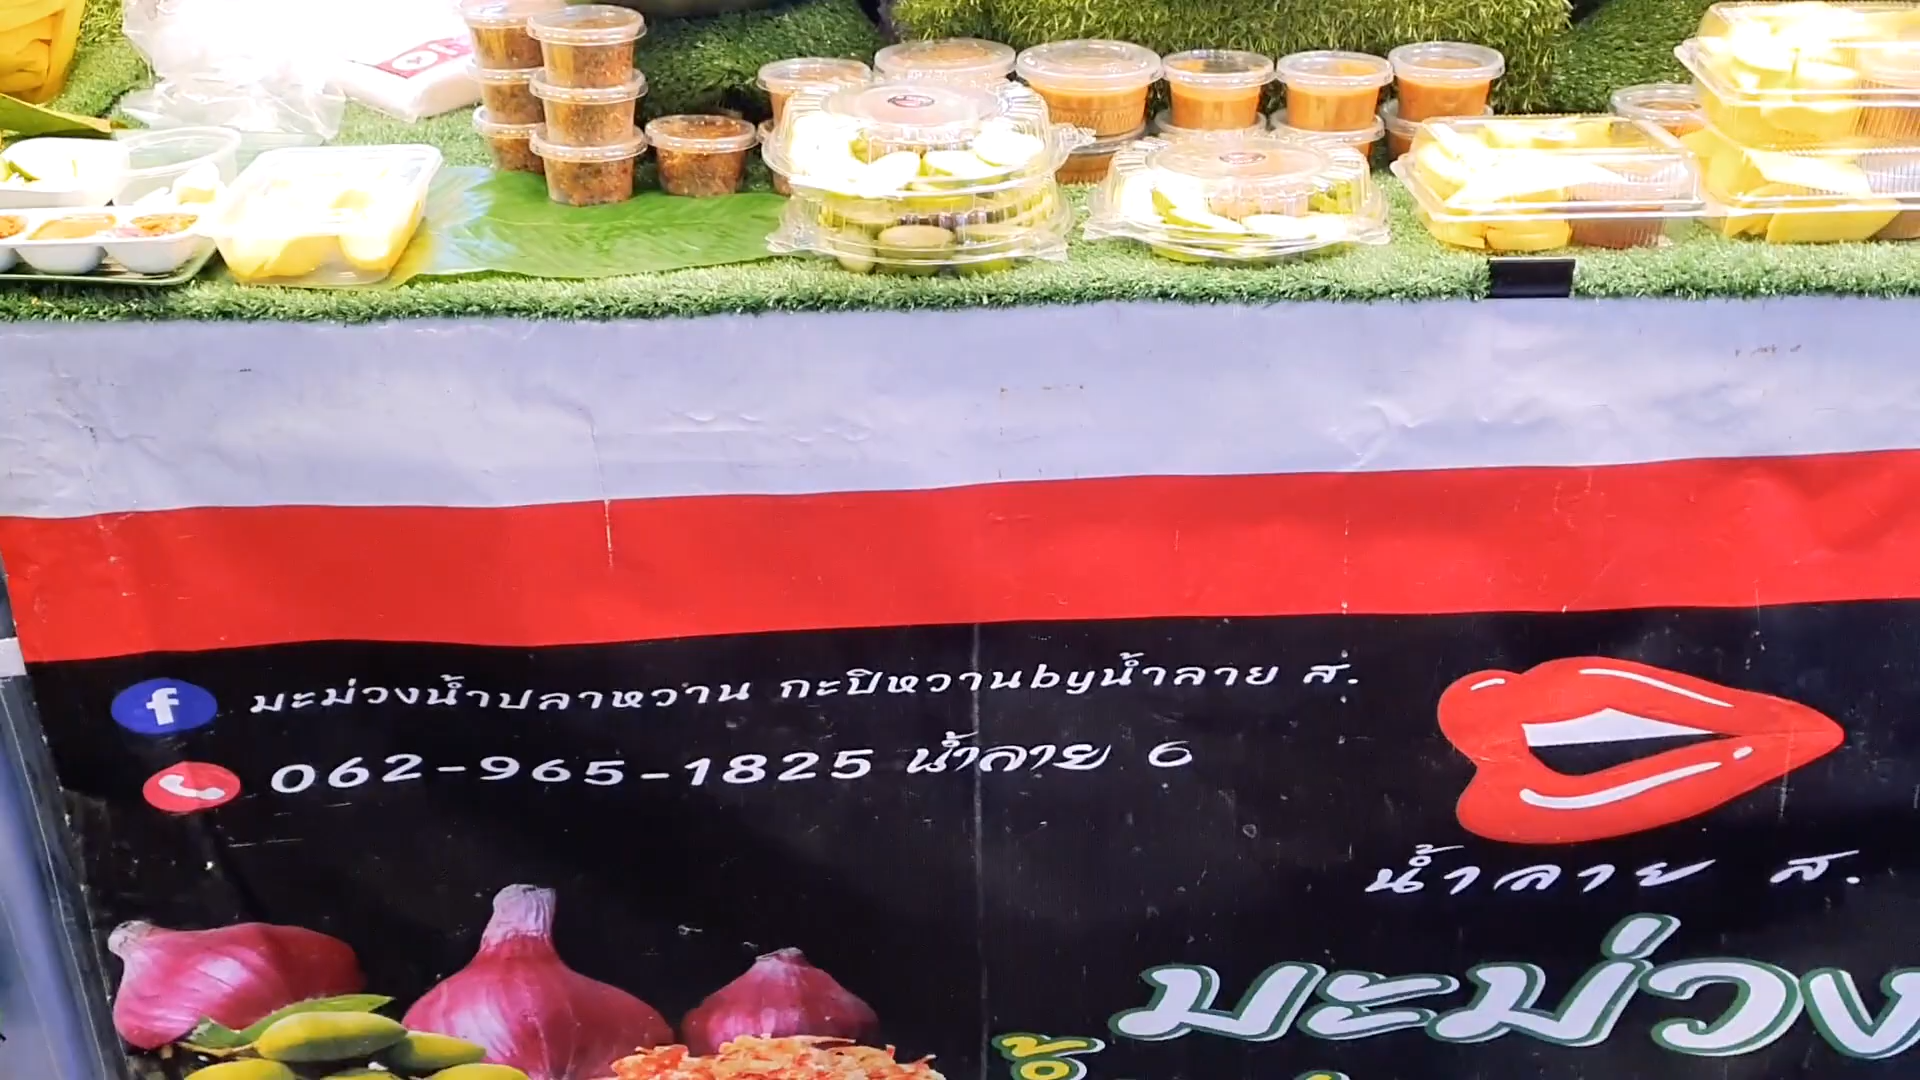 มะม่วงน้ำปลาหวาน กะปิหวานbyน้ำลาย ส.
062-965-1825 น้ำลาย 6
น้ำลาย ส.
มะม่วง